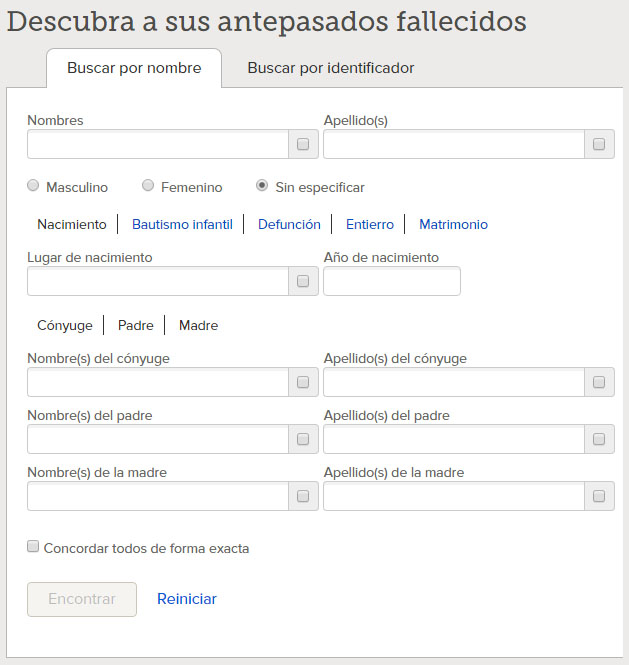 Descubra a sus antepasados fallecidos
Buscar por nombre Buscar por identificador
Nombres Apellido(s)
Masculino Femenino Sin especificar
Nacimiento Bautismo infantil Defunción Entierro Matrimonio
Lugar de nacimiento Año de nacimiento
Cónyuge Padre Madre
Nombre(s) del cónyuge Apellido(s) del cónyuge
Nombre(s) del padre Apellido(s) del padre
Nombre(s) de la madre Apellido(s) de la madre
Concordar todos de forma exacta
Encontrar Reiniciar